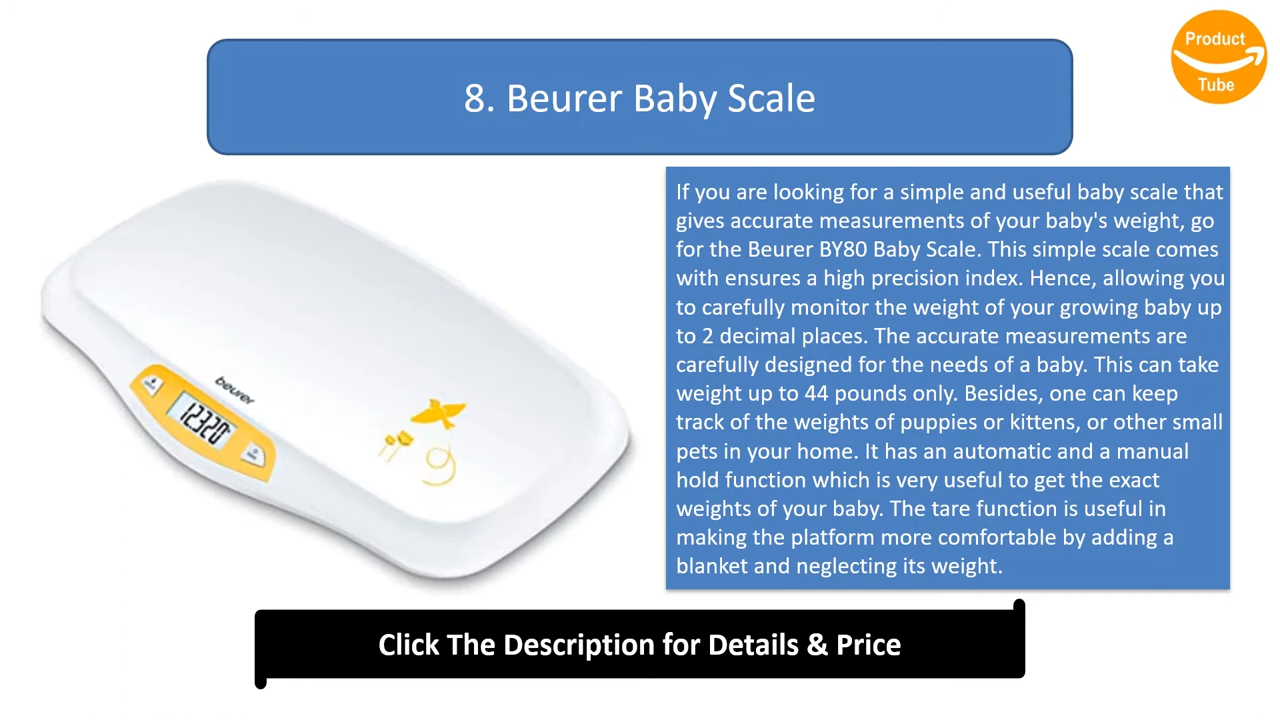 Product
Tube
8. Beurer Baby Scale
If you are looking for a simple and useful baby scale that
gives accurate measurements of your baby's weight, go
for the Beurer BY80 Baby Scale. This simple scale comes
with ensures a high precision index. Hence, allowing you
to carefully monitor the weight of your growing baby up
to 2 decimal places. The accurate measurements are
carefully designed for the needs of a baby. This can take
weight up to 44 pounds only. Besides, one can keep
track of the weights of puppies or kittens, or other small
pets in your home. It has an automatic and a manual
hold function which is very useful to get the exact
weights of your baby. The tare function is useful in
making the platform more comfortable by adding a
blanket and neglecting its weight.
beurer
12320
Click The Description for Details & Price